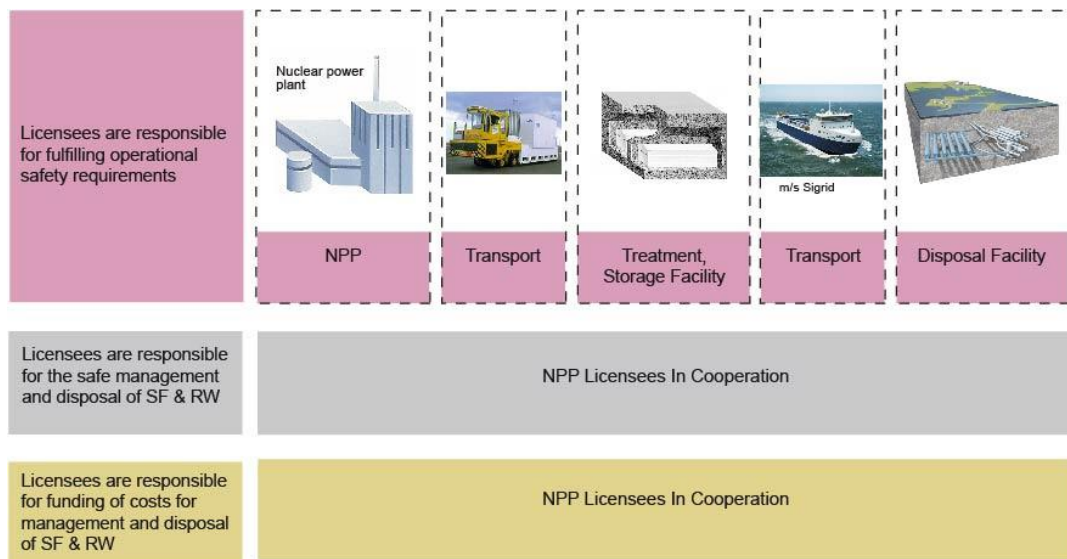 Licensees are responsible
for fulfilling operational
safety requirements
Nuclear power
plant
m/s Sigrid
NPP
Transport
Treatment,
Storage Facility
Transport
Disposal Facility
Licensees are responsible
for the safe management
and disposal of SF & RW
NPP Licensees In Cooperation
Licensees are responsible
for funding of costs for
management and disposal
of SF & RW
NPP Licensees In Cooperation